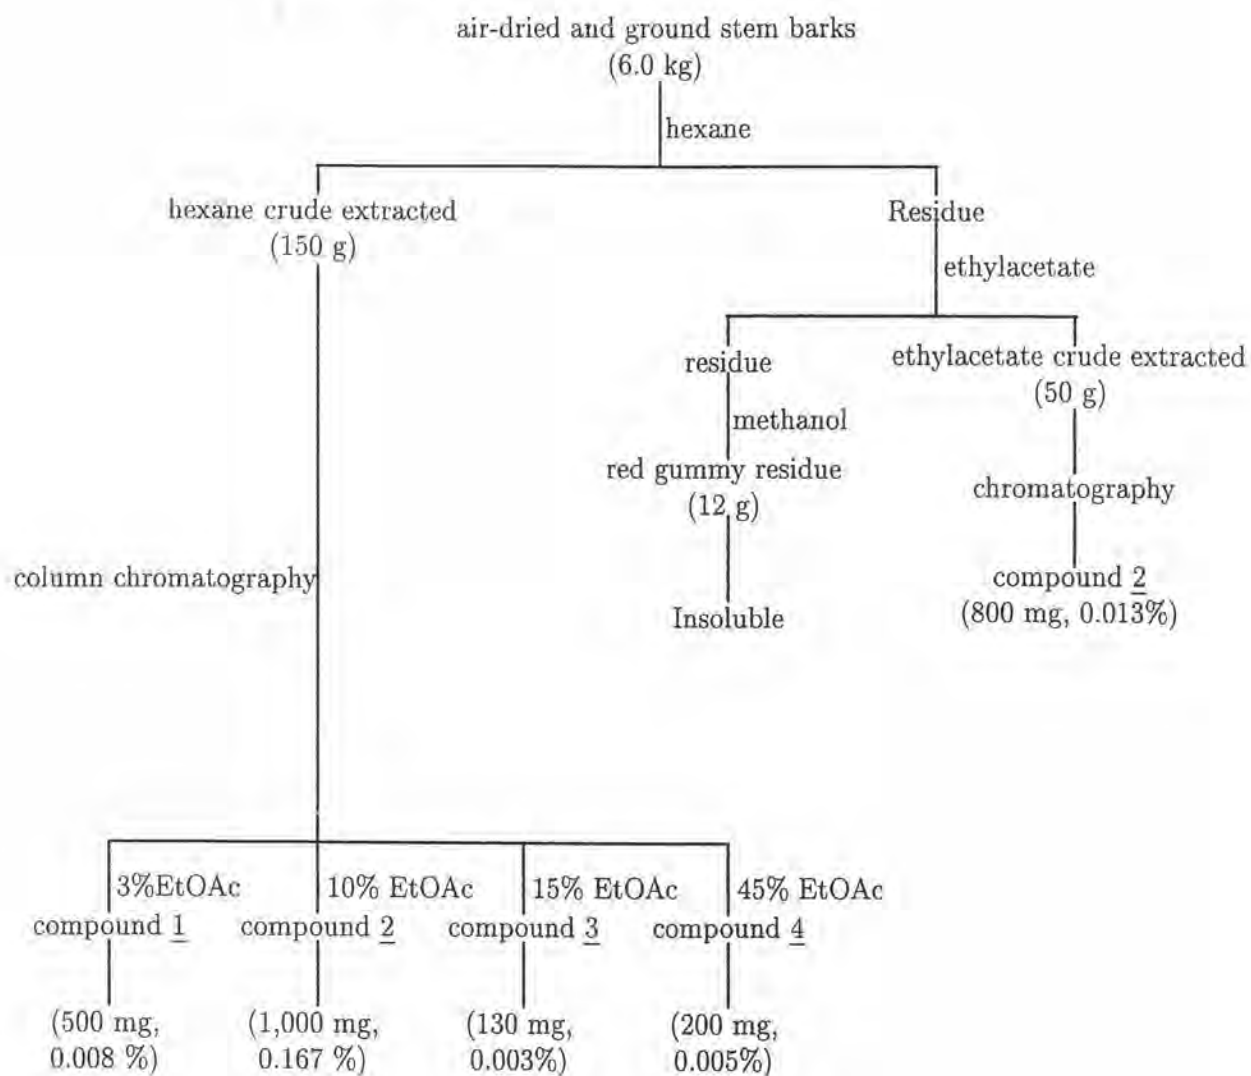 air-dried and ground stem barks
(6.0 kg)
hexane
hexane crude extracted
(150 g)
Residue
ethylacetate
residue
ethylacetate crude extracted
(50 g)
methanol
red gummy residue
(12 g)
chromatography
column chromatography
compound 2
(800 mg, 0.013%)
Insoluble
3%EtOAc
10% EtOAc
15% EtOAc
45% EtOAc
compound 1
compound 2
compound 3
compound 4
(500 mg,
0.008 %)
(1,000 mg,
0.167 %)
(130 mg,
0.003%)
(200 mg,
0.005%)